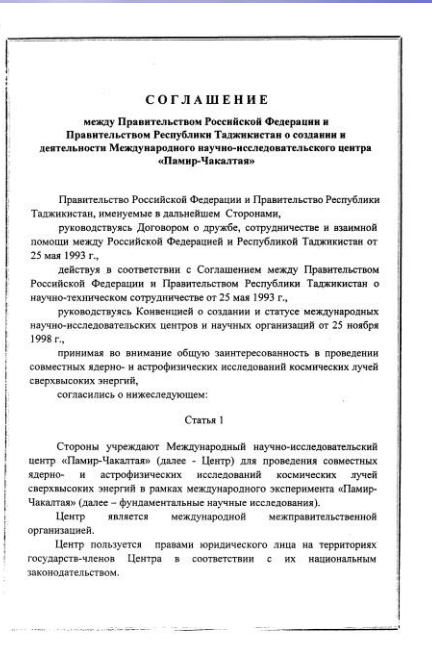 СОГЛАШЕНИЕ
между Правительством Российской Федерации и
Правительством Республики Таджикистан о создании и
деятельности Международного научно-исследовательского центра
«Памир-Чакалтая»
Правительство Российской Федерации и Правительство Республики
Таджикистан, именуемые в дальнейшем Сторонами,
руководствуясь Договором о дружбе, сотрудничестве и взаимной
помощи между Российской Федерацией и Республикой Таджикистан от
25 мая 1993 г.,
действуя в соответствии с Соглашением между Правительством
Российской Федерации и Правительством Республики Таджикистан о
научно-техническом сотрудничестве от 25 мая 1993 г.,
руководствуясь Конвенцией о создании и статусе международных
научно-исследовательских центров и научных организаций от 25 ноября
1998 г.,
принимая во внимание общую заинтересованность в проведении
совместных ядерно- и астрофизических исследований космических лучей
сверхвысоких энергий,
согласились о нижеследующем:
Статья 1
Стороны учреждают Международный научно-исследовательский
центр «Памир-Чакалтая» (далее - Центр) для проведения совместных
ядерно- и астрофизических исследований космических лучей
сверхвысоких энергий в рамках международного эксперимента «Памир-
Чакалтая» (далее – фундаментальные научные исследования).
Центр является международной межправительственной
организацией.
Центр пользуется правами юридического лица на территориях
государств-членов Центра в соответствии с их национальным
законодательством.